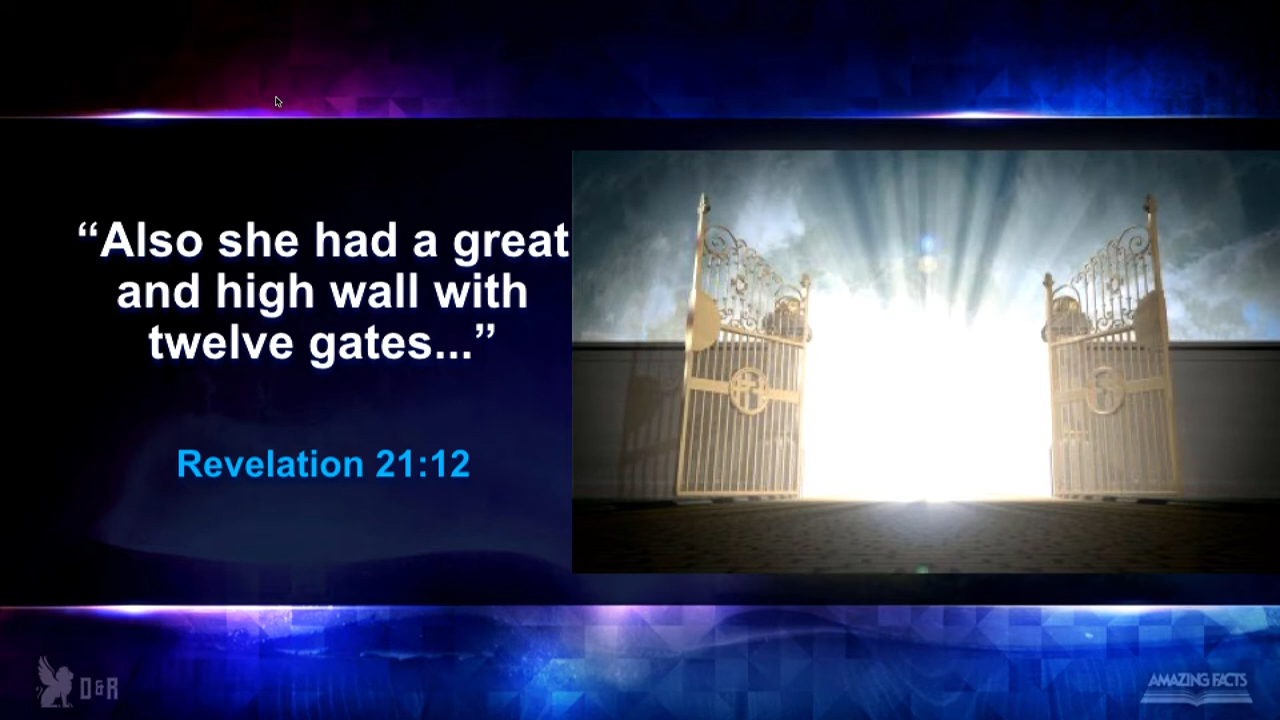 “Also she had a great
and high wall with
twelve gates...”
Revelation 21:12
D&R
AMAZING FACTS